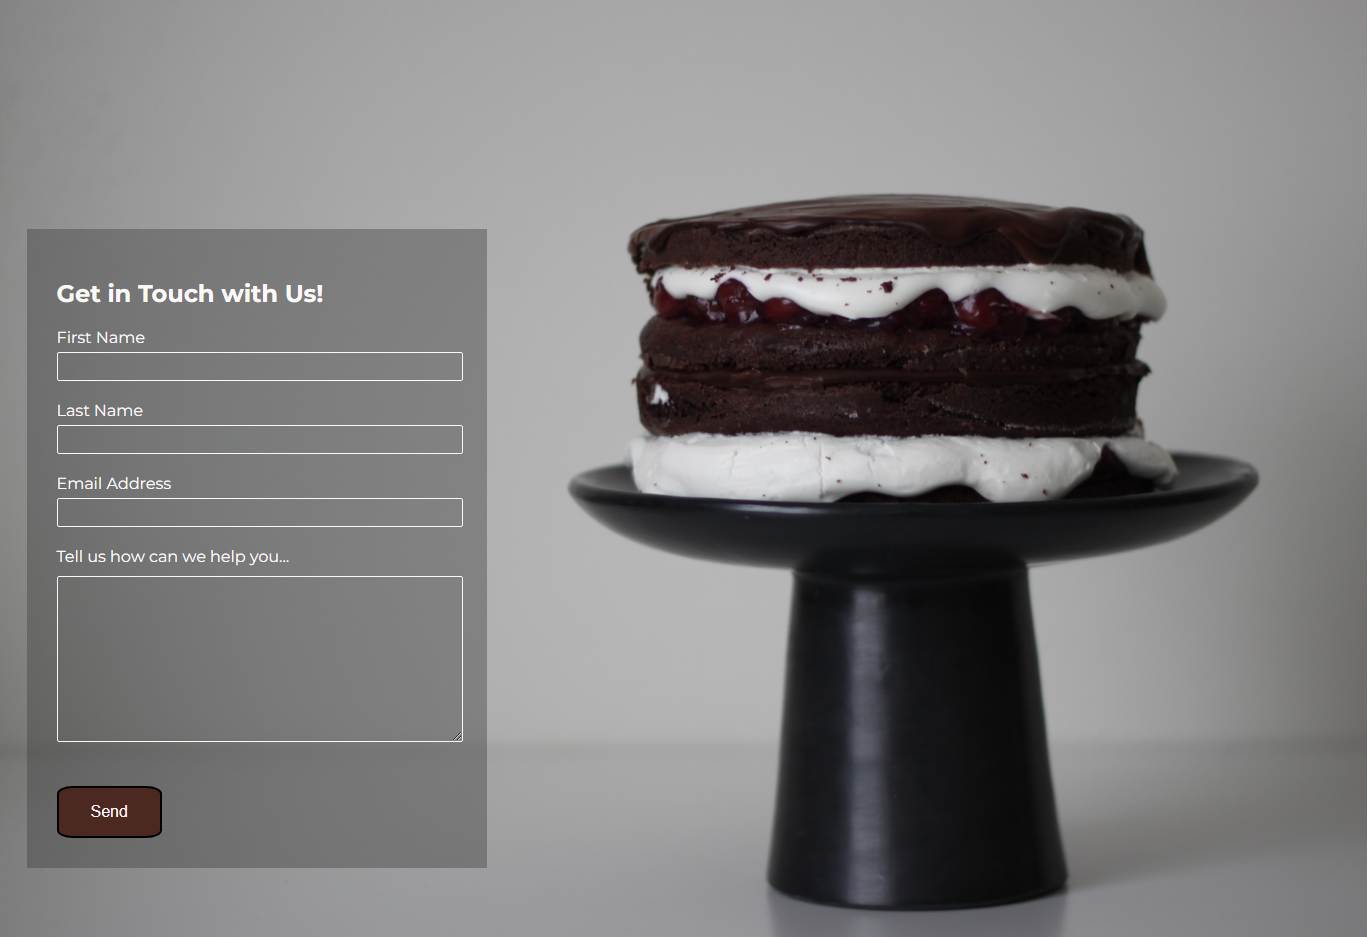 Get in Touch with Us!
First Name
Last Name
Email Address
Tell us how can we help you...
Send